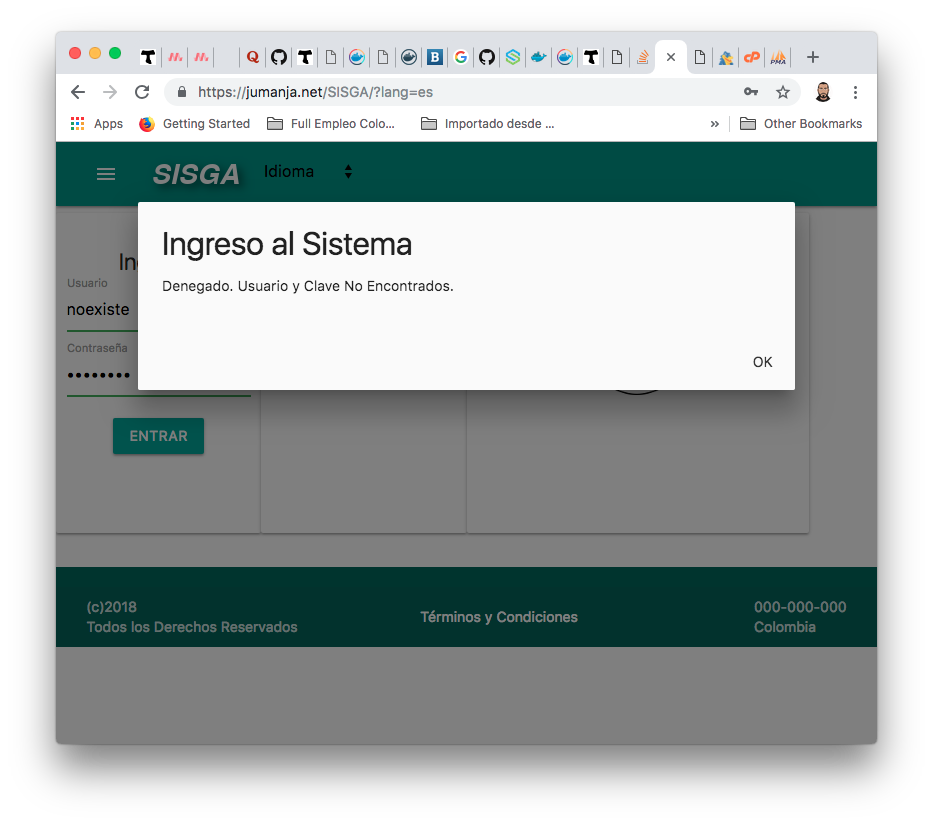 https://jumanja.net/SISGA/?lang=es
Apps
Getting Started
Full Empleo Colo...
Importado desde ...
»
Other Bookmarks
SISGA
Idioma
Ingreso al Sistema
Denegado. Usuario y Clave No Encontrados.
OK
In
Usuario
noexiste
Contraseña
••••••••
ENTRAR
(c)2018
Todos los Derechos Reservados
Términos y Condiciones
000-000-000
Colombia